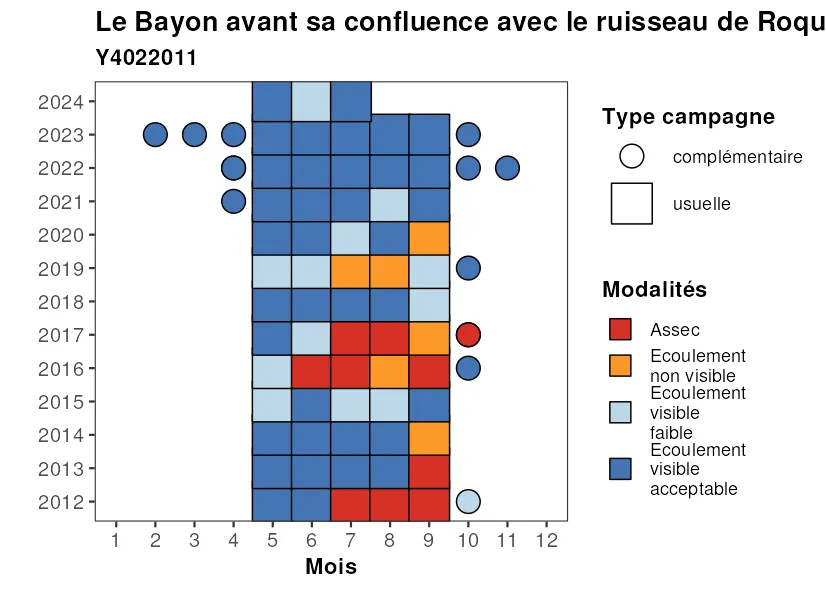 Le Bayon avant sa confluence avec le ruisseau de Roqu
Y4022011
2024
2023
2022
2021
2020
2019
2018
2017
2016
2015
2014
2013
2012
1 2 3 4 5 6 7 8 9 10 11 12
Mois
Type campagne
complémentaire
usuelle
Modalités
Assec
Ecoulement
non visible
Ecoulement
visible
faible
Ecoulement
visible
acceptable